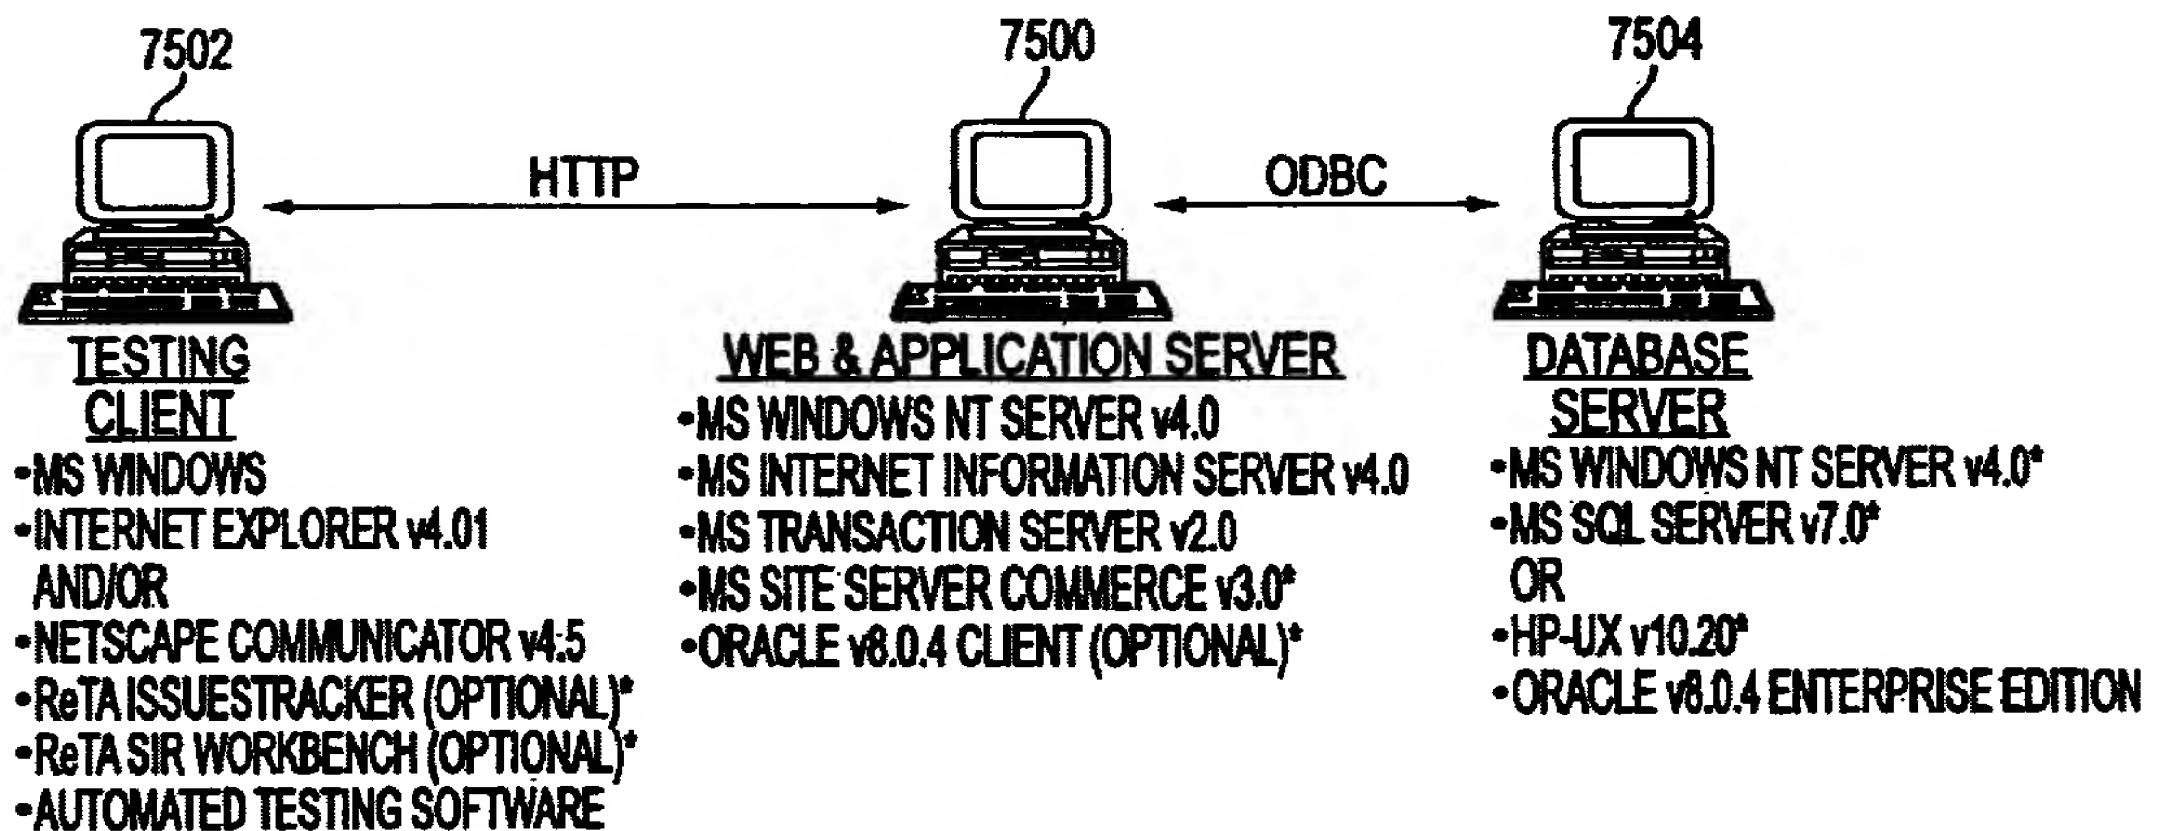 7502
7500
7504
HTTP
ODBC
TESTING
CLIENT
•MS WINDOWS
•INTERNET EXPLORER v4.01
AND/OR
•NETSCAPE COMMUNICATOR v4.5
•ReTA ISSUESTRACKER (OPTIONAL)*
•ReTA SIR WORKBENCH (OPTIONAL)*
•AUTOMATED TESTING SOFTWARE
WEB & APPLICATION SERVER
•MS WINDOWS NT SERVER v4.0
•MS INTERNET INFORMATION SERVER v4.0
•MS TRANSACTION SERVER v2.0
•MS SITE SERVER COMMERCE v3.0*
•ORACLE v8.0.4 CLIENT (OPTIONAL)*
DATABASE
SERVER
•MS WINDOWS NT SERVER v4.0*
•MS SQL SERVER v7.0*
OR
•HP-UX v10.20*
•ORACLE v8.0.4 ENTERPRISE EDITION